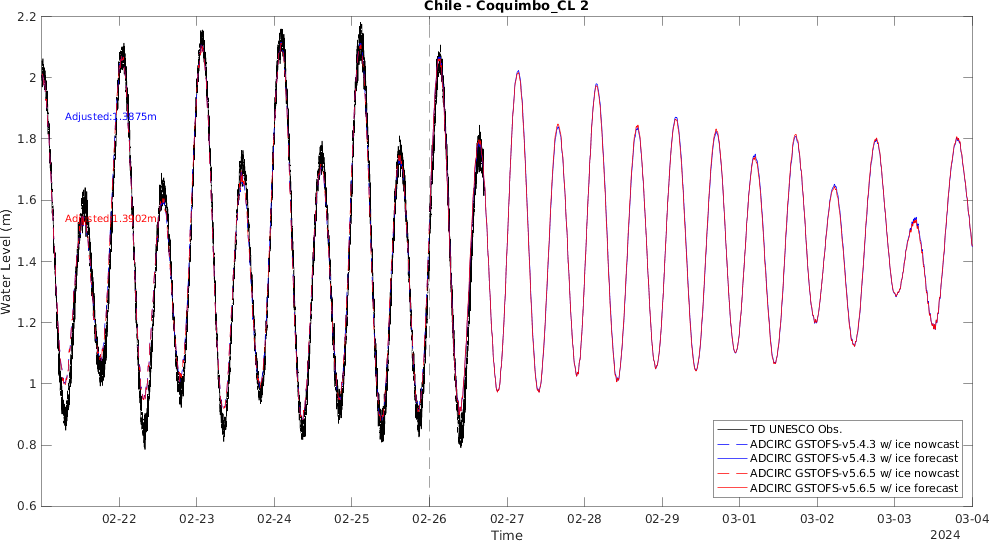 Chile - Coquimbo_CL 2
2.2
2
1.8
1.6
1.4
1.2
1
0.8
0.6
Water Level (m)
Adjusted:1.3875m
Adjusted:1.3902m
TD UNESCO Obs.
ADCIRC GSTOFS-v5.4.3 w/ ice nowcast
ADCIRC GSTOFS-v5.4.3 w/ ice forecast
ADCIRC GSTOFS-v5.6.5 w/ ice nowcast
ADCIRC GSTOFS-v5.6.5 w/ ice forecast
02-22 02-23 02-24 02-25 02-26 02-27 02-28 02-29 03-01 03-02 03-03 03-04
Time
2024